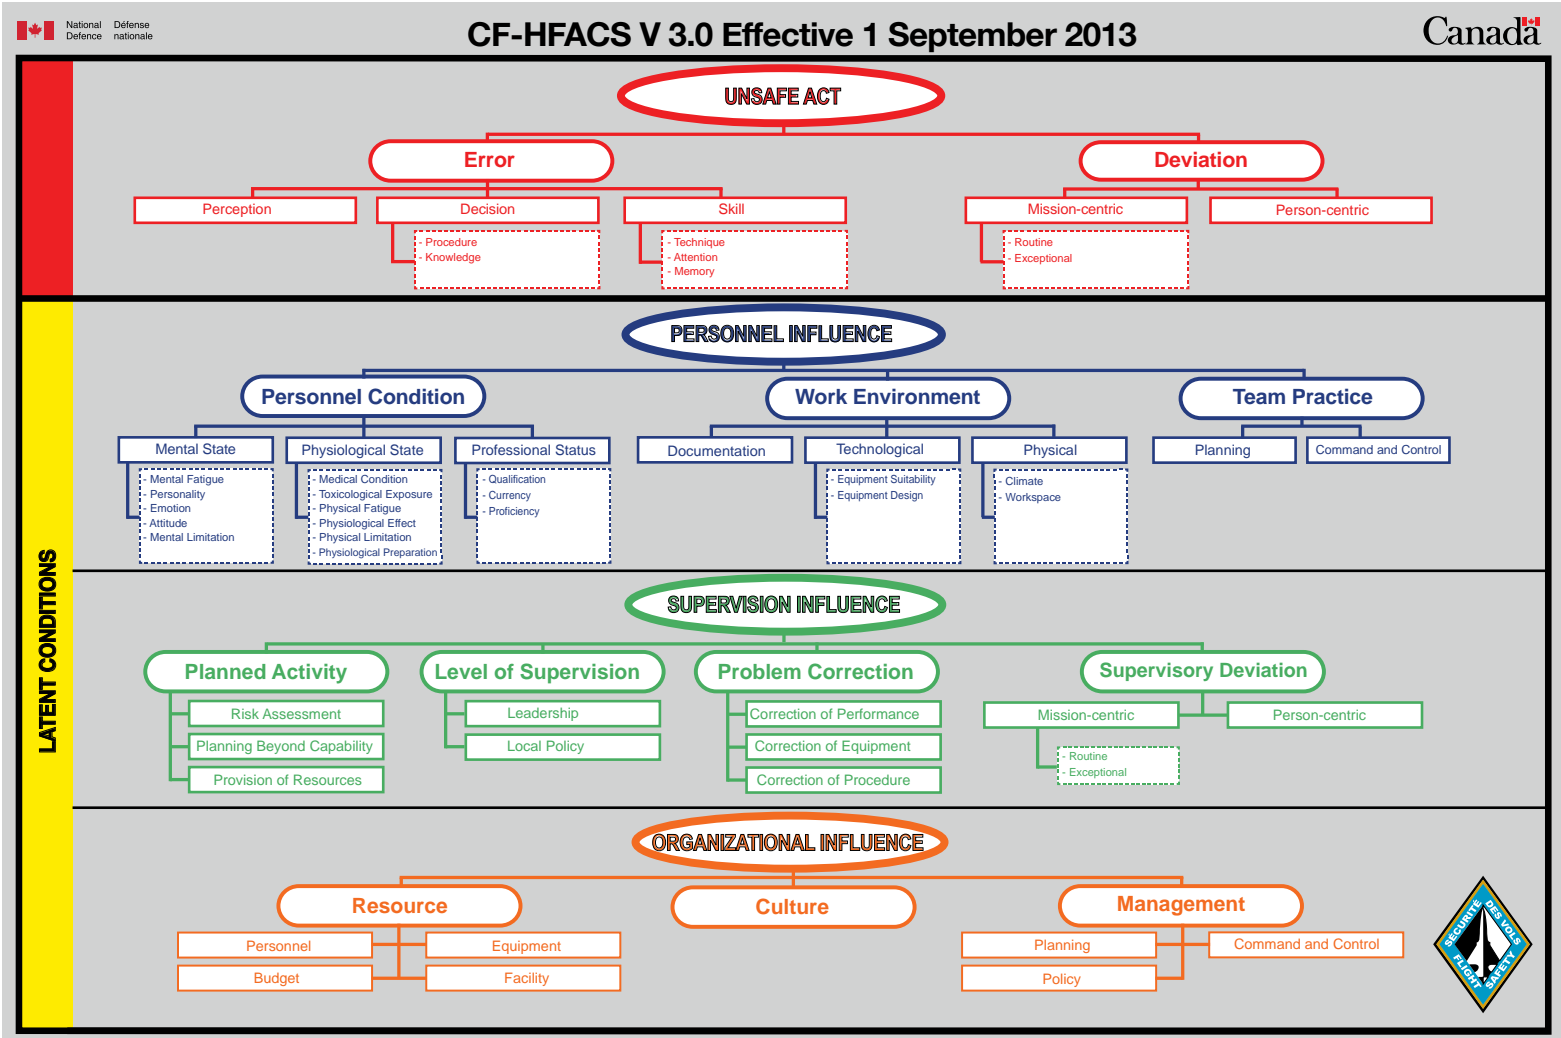 National Défense
Defence nationale
CF-HFACS V 3.0 Effective 1 September 2013
Canada
UNSAFE ACT
Error
Deviation
Perception
Decision
Skill
Mission-centric
Person-centric
- Procedure
- Knowledge
- Technique
- Attention
- Memory
- Routine
- Exceptional
LATENT CONDITIONS
PERSONNEL INFLUENCE
Personnel Condition
Work Environment
Team Practice
Mental State
Physiological State
Professional Status
Documentation
Technological
Physical
Planning
Command and Control
- Mental Fatigue
- Personality
- Emotion
- Attitude
- Mental Limitation
- Medical Condition
- Toxicological Exposure
- Physical Fatigue
- Physiological Effect
- Physical Limitation
- Physiological Preparation
- Qualification
- Currency
- Proficiency
- Equipment Suitability
- Equipment Design
- Climate
- Workspace
SUPERVISION INFLUENCE
Planned Activity
Level of Supervision
Problem Correction
Supervisory Deviation
Risk Assessment
Planning Beyond Capability
Provision of Resources
Leadership
Local Policy
Correction of Performance
Correction of Equipment
Correction of Procedure
Mission-centric
Person-centric
- Routine
- Exceptional
ORGANIZATIONAL INFLUENCE
Resource
Culture
Management
Personnel
Equipment
Budget
Facility
Planning
Command and Control
Policy
SÉCURITÉ
DES VOLS
FLIGHT
SAFETY